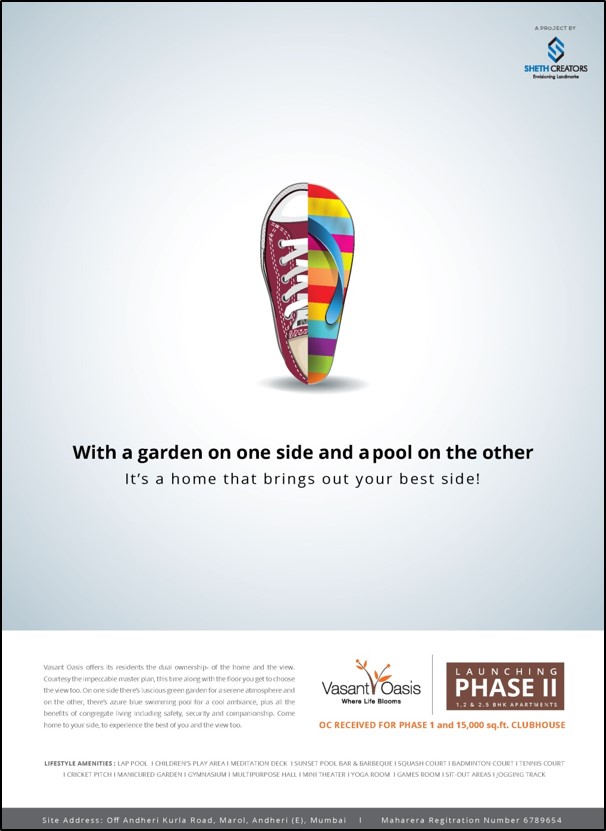 A PROJECT BY
SHETH CREATORS
Envisioning Landmarks
With a garden on one side and a pool on the other
It's a home that brings out your best side!
Vasant Oasis offers its residents the dual ownership- of the home and the view.
Courtesy the impeccable master plan, this time along with the floor you get to choose
the view too. On one side there's luscious green garden for a serene atmosphere and
on the other, there's azure blue swimming pool for a cool ambiance, plus all the
benefits of congregate living including safety, security and companionship. Come
home to your side, to experience the best of you and the view too.
Vasant Oasis
Where Life Blooms
LAUNCHING
PHASE II
1,2 & 2.5 BHK APARTMENTS
OC RECEIVED FOR PHASE 1 and 15,000 sq.ft. CLUBHOUSE
LIFESTYLE AMENITIES : LAP POOL I CHILDREN'S PLAY AREA I MEDITATION DECK I SUNSET POOL BAR & BARBEQUE I SQUASH COURT I BADMINTON COURT I TENNIS COURT
I CRICKET PITCH I MANICURED GARDEN I GYMNASIUM I MULTIPURPOSE HALL I MINI THEATER I YOGA ROOM I GAMES ROOM I SIT-OUT AREAS I JOGGING TRACK
Site Address: Off Andheri Kurla Road, Marol, Andheri (E), Mumbai I Maharera Regitration Number 6789654